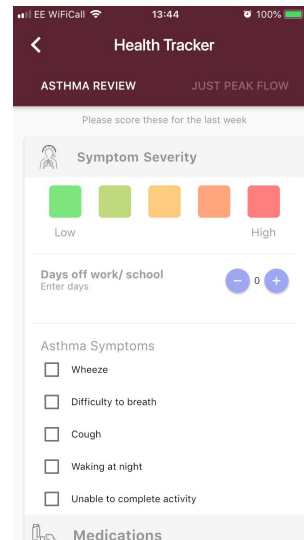 EE WiFiCall 13:44 100%
Health Tracker
ASTHMA REVIEW JUST PEAK FLOW
Please score these for the last week
Symptom Severity
Low High
Days off work/ school
Enter days
0
Asthma Symptoms
Wheeze
Difficulty to breath
Cough
Waking at night
Unable to complete activity
Medications